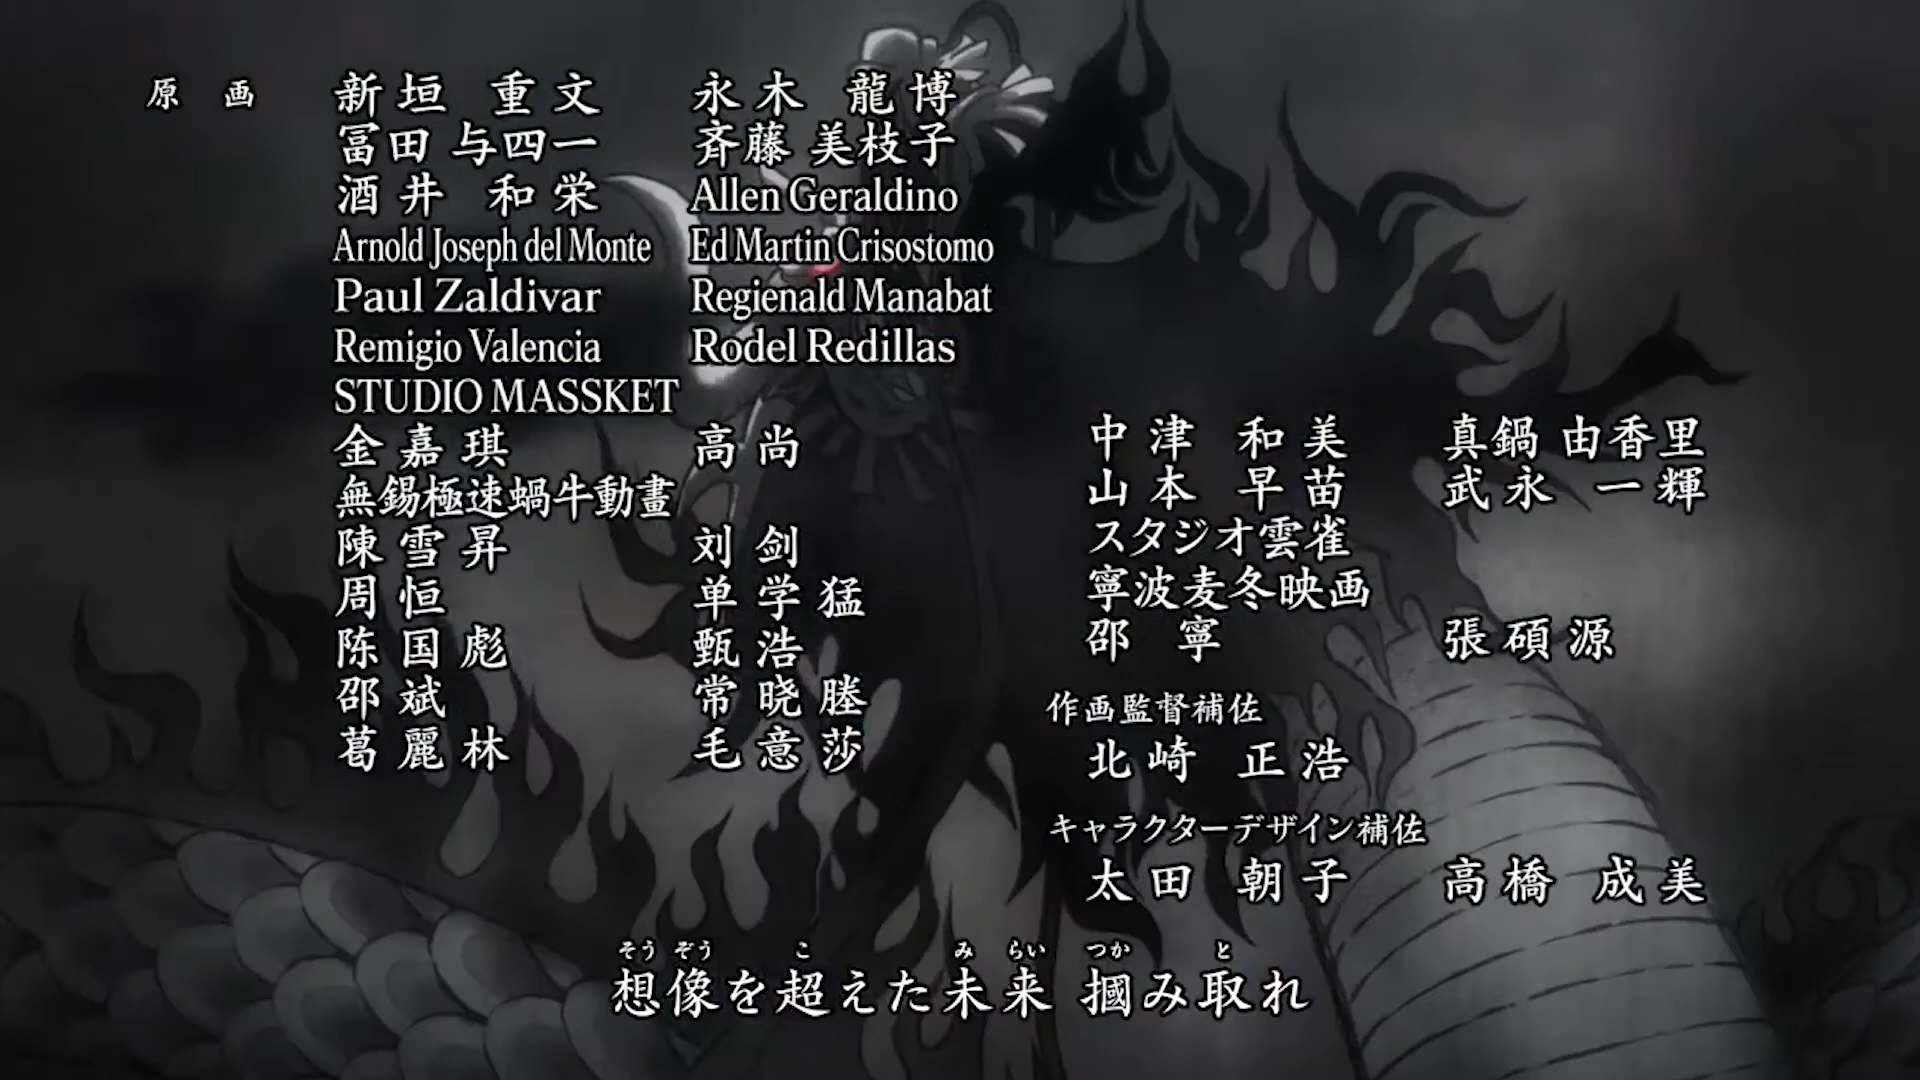 原画
新垣 重文 永木 龍博
冨田 与四一 斉藤 美枝子
酒井 和栄 Allen Geraldino
Arnold Joseph del Monte Ed Martin Crisostomo
Paul Zaldivar Regienald Manabat
Remigio Valencia Rodel Redillas
STUDIO MASSKET
金嘉琪 高尚
無錫極速蝸牛動畫
陳雪昇 刘剑
周恒 单学猛
陈国彪 甄浩
邵斌 常晓塍
葛麗林 毛意莎
中津 和美 真鍋 由香里
山本 早苗 武永 一輝
スタジオ雲雀
寧波麦冬映画
邵寧 張碩源
作画監督補佐
北崎 正浩
キャラクターデザイン補佐
太田 朝子 高橋 成美
そうぞう こ みらい つか と
想像を超えた未来 掴み取れ